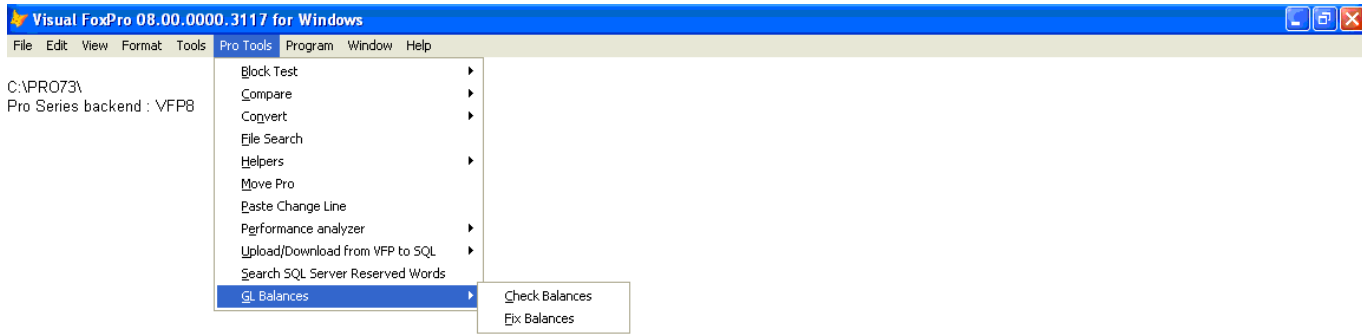 Visual FoxPro 08.00.0000.3117 for Windows
File Edit View Format Tools Pro Tools Program Window Help
C:\PRO73\
Pro Series backend : VFP8
Block Test
Compare
Convert
File Search
Helpers
Move Pro
Paste Change Line
Performance analyzer
Upload/Download from VFP to SQL
Search SQL Server Reserved Words
GL Balances
Check Balances
Fix Balances